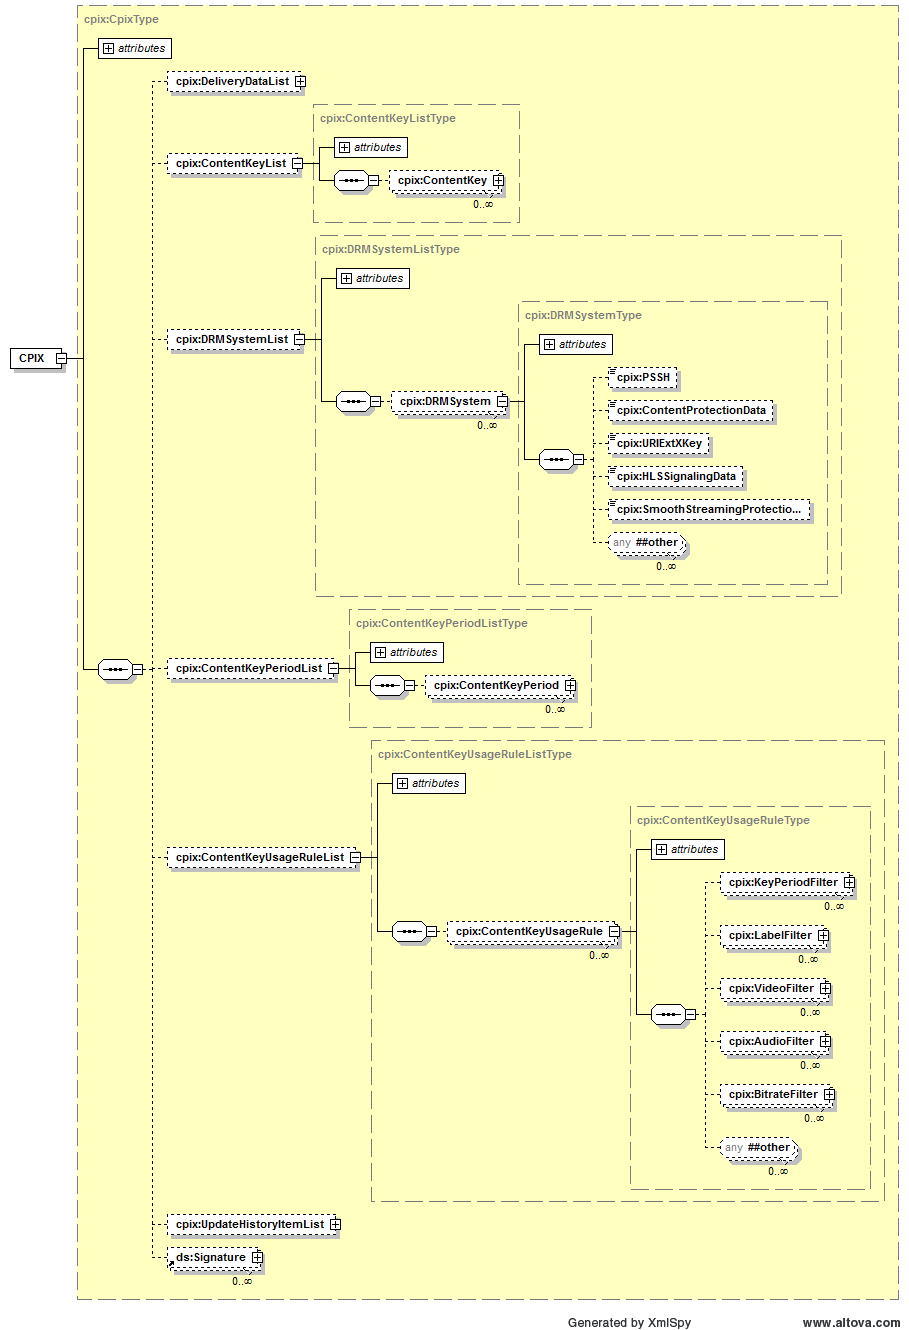 cpix:CpixType
attributes
cpix:DeliveryDataList
cpix:ContentKeyListType
attributes
cpix:ContentKeyList
cpix:ContentKey
0..∞
cpix:DRMSystemListType
attributes
cpix:DRMSystemType
cpix:DRMSystemList
attributes
CPIX
cpix:PSSH
cpix:DRMSystem
0..∞
cpix:ContentProtectionData
cpix:URIExtXKey
cpix:HLSSignalingData
cpix:SmoothStreamingProtectio...
any ##other
0..∞
cpix:ContentKeyPeriodListType
attributes
cpix:ContentKeyPeriodList
cpix:ContentKeyPeriod
0..∞
cpix:ContentKeyUsageRuleListType
attributes
cpix:ContentKeyUsageRuleType
attributes
cpix:ContentKeyUsageRuleList
cpix:KeyPeriodFilter
0..∞
cpix:ContentKeyUsageRule
0..∞
cpix:LabelFilter
0..∞
cpix:VideoFilter
0..∞
cpix:AudioFilter
0..∞
cpix:BitrateFilter
0..∞
any ##other
0..∞
cpix:UpdateHistoryItemList
ds:Signature
0..∞
Generated by XmlSpy www.altova.com